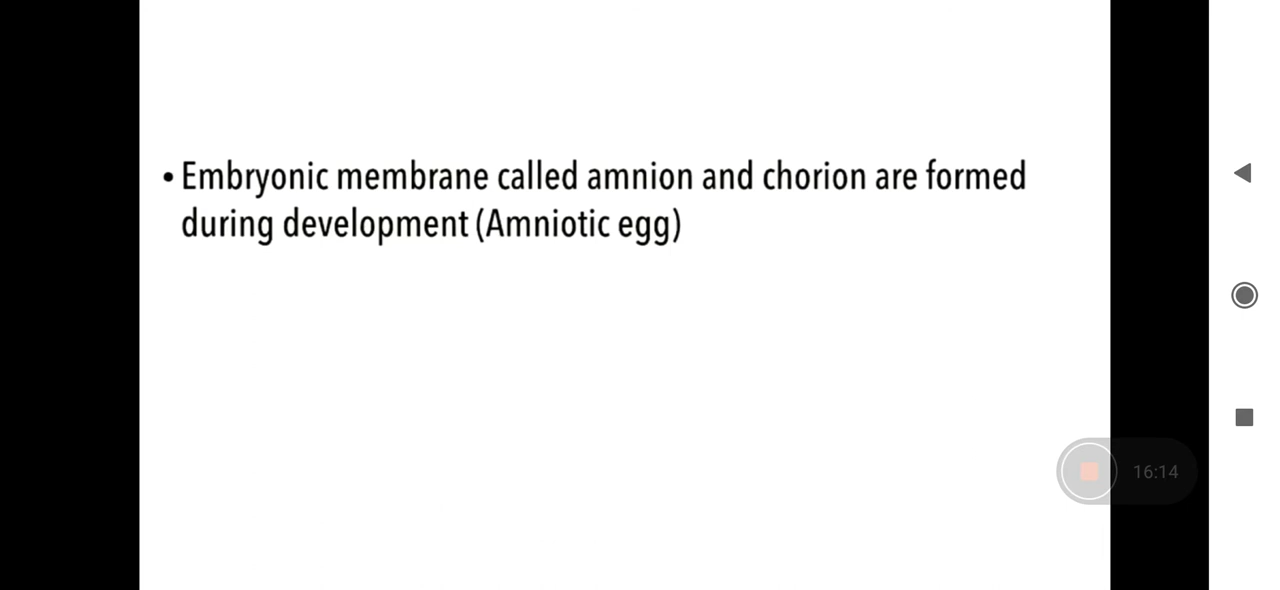 • Embryonic membrane called amnion and chorion are formed
during development (Amniotic egg)
16:14